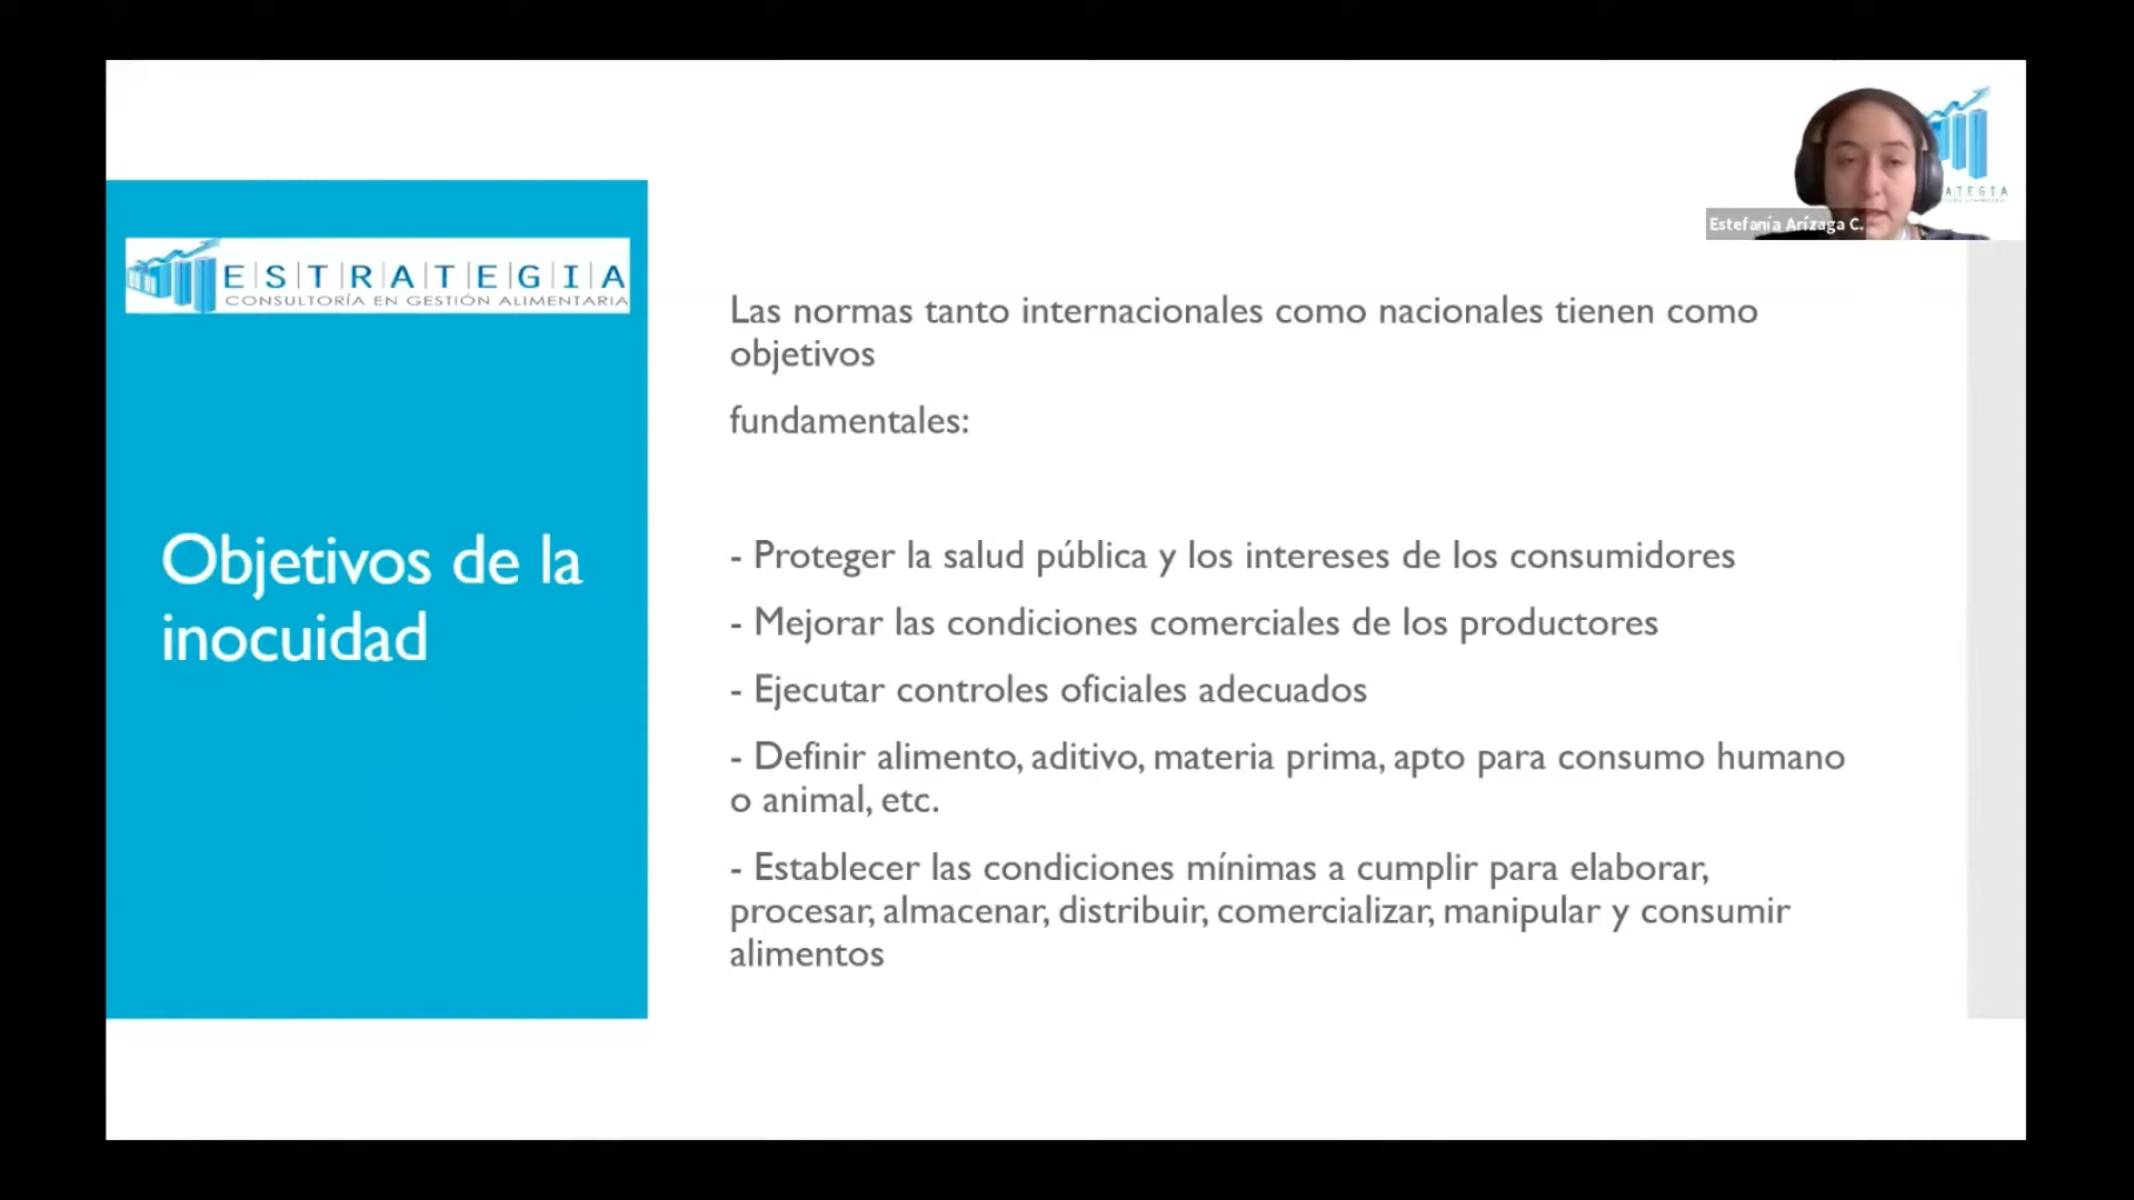 Estefanía Arízaga C.
ATEGIA
E|S|T|R|A|T|E|G|I|A
CONSULTORÍA EN GESTIÓN ALIMENTARIA
Objetivos de la
inocuidad
Las normas tanto internacionales como nacionales tienen como
objetivos
fundamentales:
- Proteger la salud pública y los intereses de los consumidores
- Mejorar las condiciones comerciales de los productores
- Ejecutar controles oficiales adecuados
- Definir alimento, aditivo, materia prima, apto para consumo humano
o animal, etc.
- Establecer las condiciones mínimas a cumplir para elaborar,
procesar, almacenar, distribuir, comercializar, manipular y consumir
alimentos